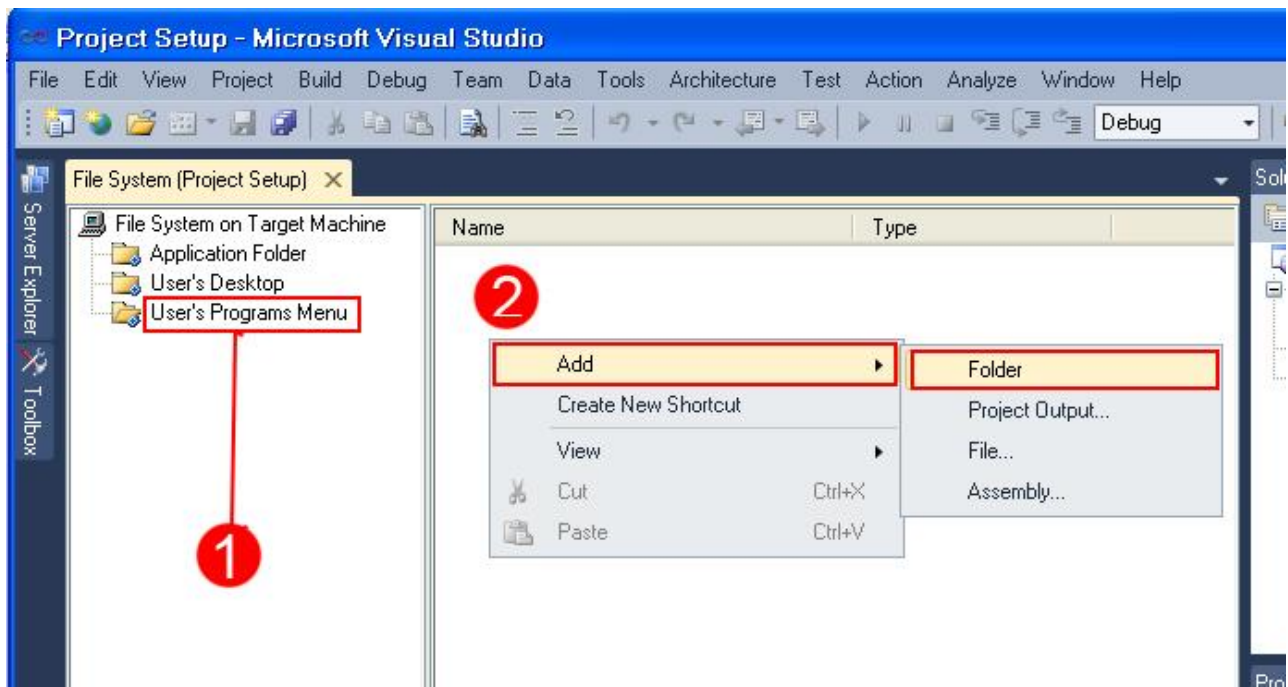 Project Setup - Microsoft Visual Studio
File Edit View Project Build Debug Team Data Tools Architecture Test Action Analyze Window Help
Debug
Server Explorer
Toolbox
File System (Project Setup)
File System on Target Machine
Application Folder
User's Desktop
User's Programs Menu
1
Name Type
2
Add
Create New Shortcut
View
Cut Ctrl+X
Paste Ctrl+V
Folder
Project Output...
File...
Assembly...